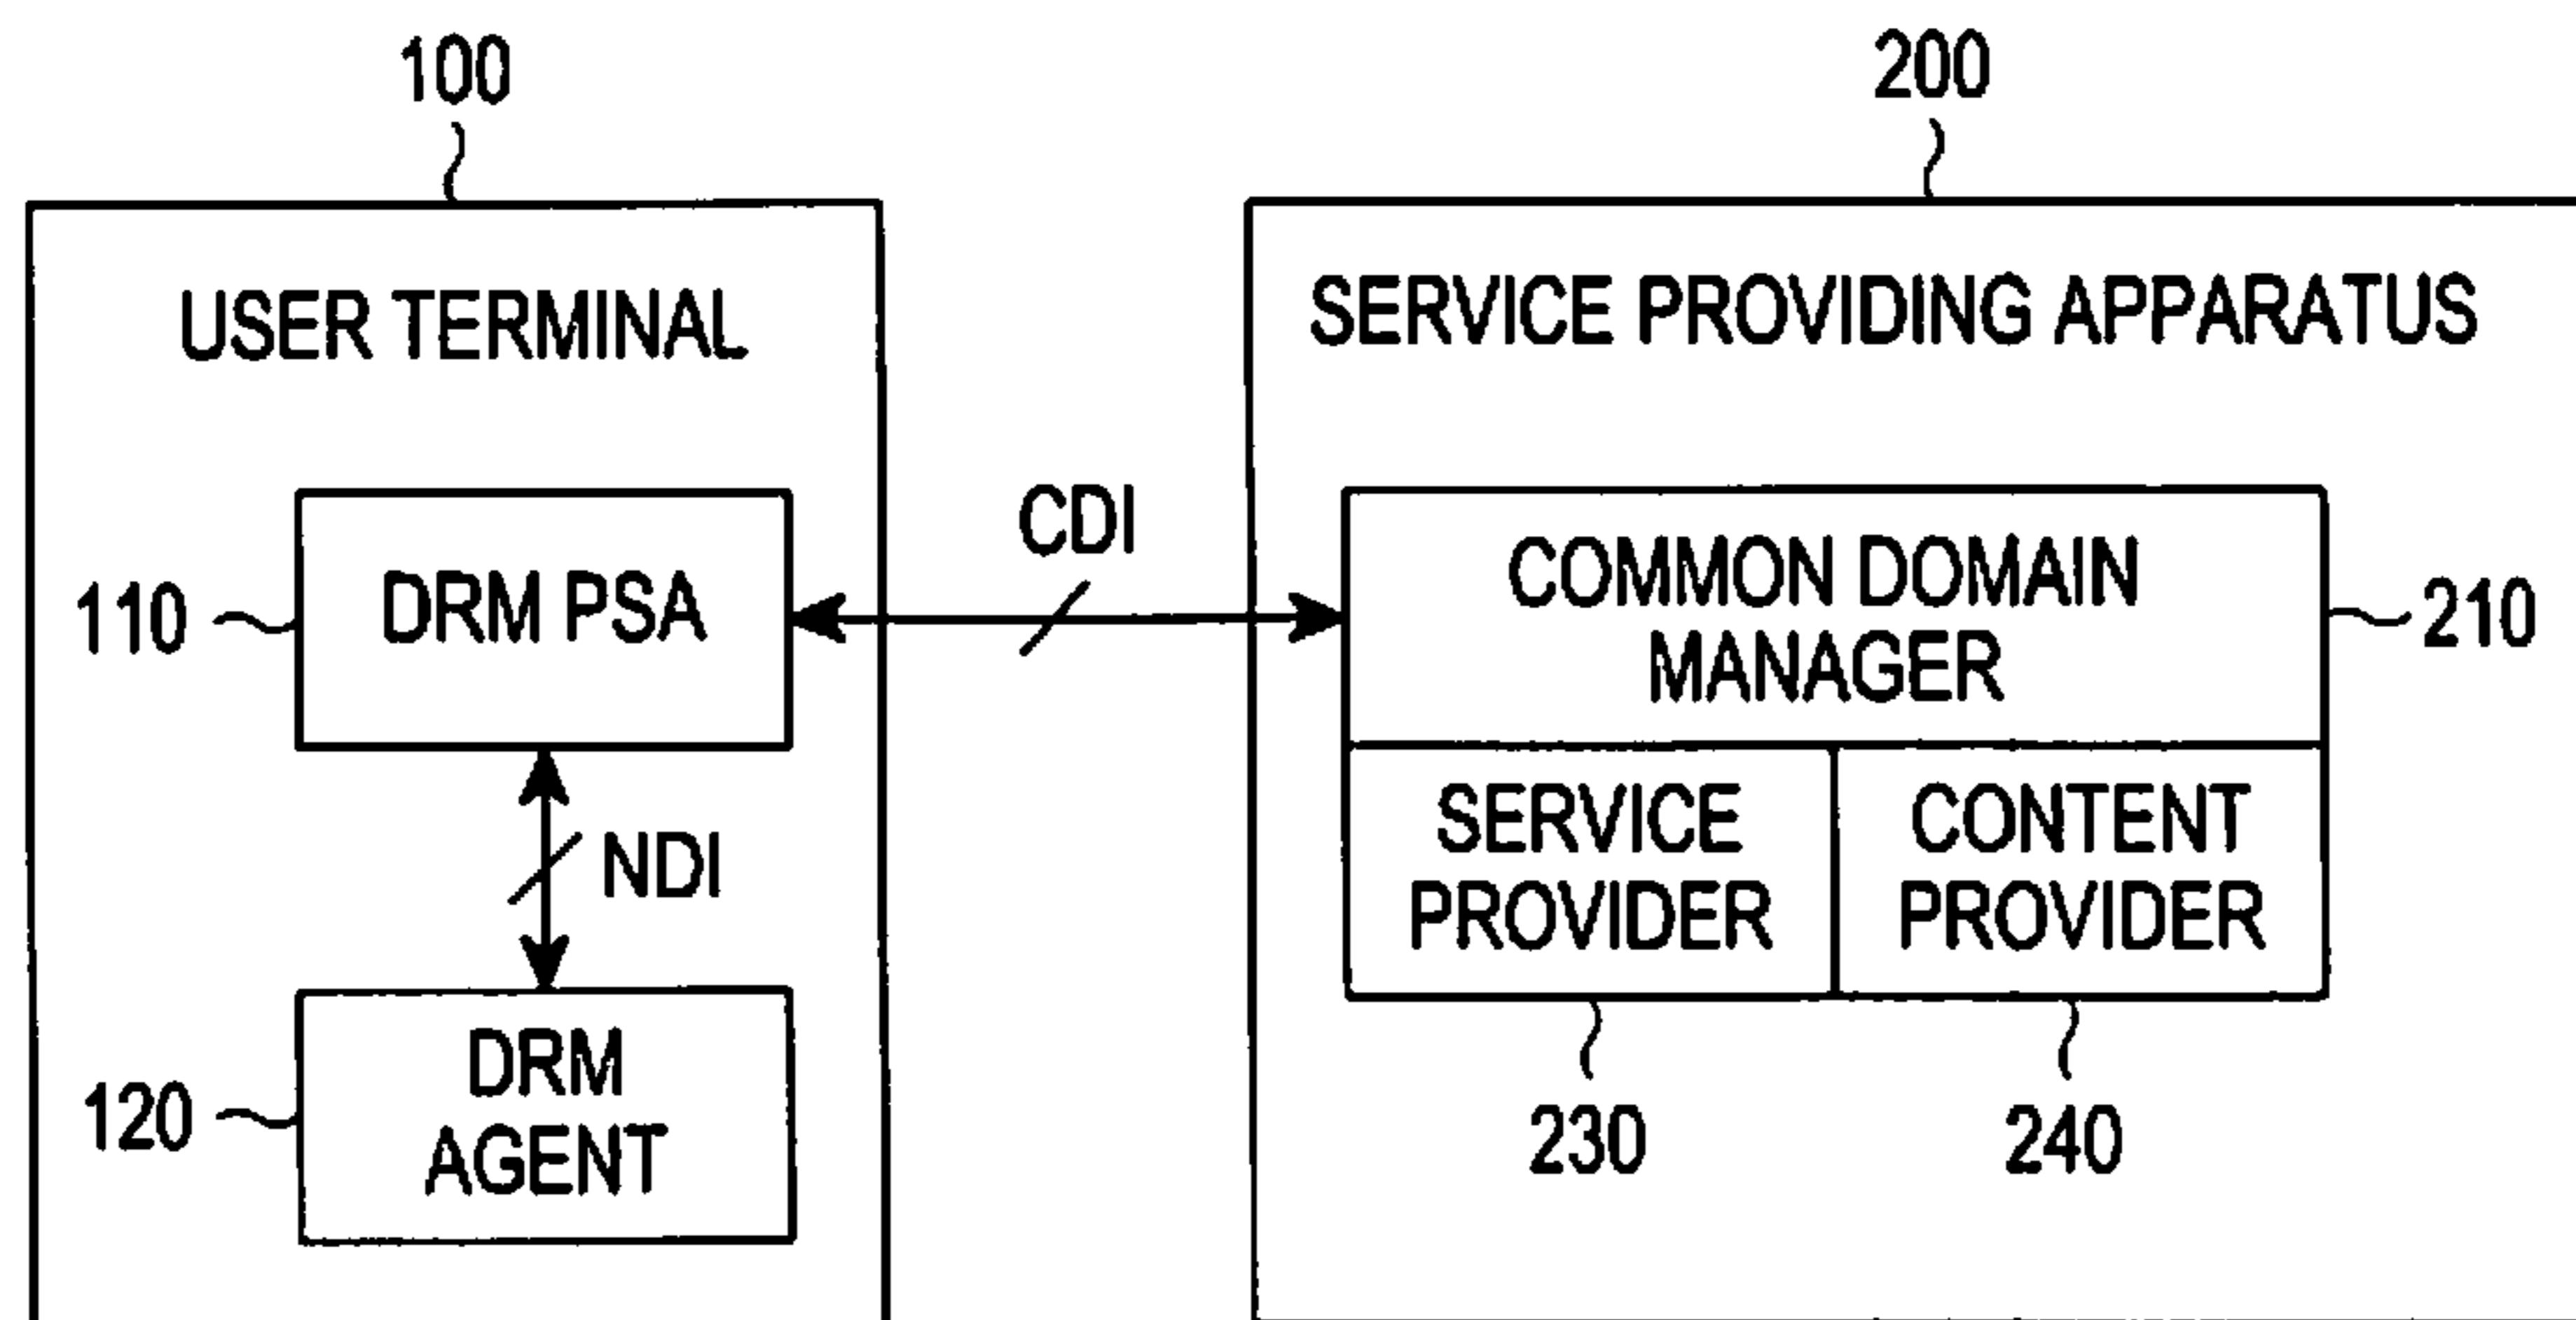 100
200
USER TERMINAL
SERVICE PROVIDING APPARATUS
110
DRM PSA
CDI
COMMON DOMAIN
MANAGER
210
NDI
SERVICE
PROVIDER
CONTENT
PROVIDER
120
DRM
AGENT
230
240